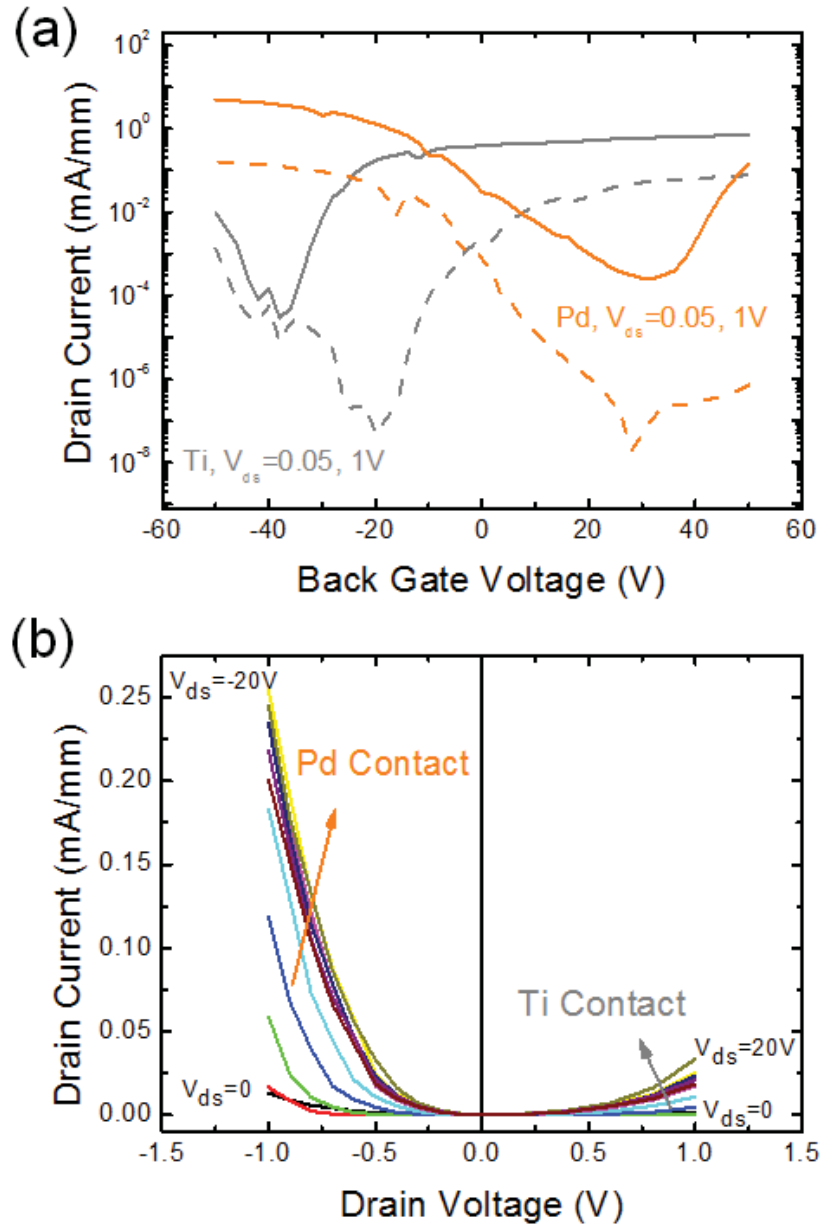 (a)
10²
10⁰
10⁻²
10⁻⁴
10⁻⁶
10⁻⁸
Drain Current (mA/mm)
Pd, Vds=0.05, 1V
Ti, Vds=0.05, 1V
-60 -40 -20 0 20 40 60
Back Gate Voltage (V)
(b)
Vds=-20V
0.25
0.20
0.15
0.10
0.05
0.00
Drain Current (mA/mm)
Pd Contact
Ti Contact
Vds=20V
Vds=0
Vds=0
-1.5 -1.0 -0.5 0.0 0.5 1.0 1.5
Drain Voltage (V)